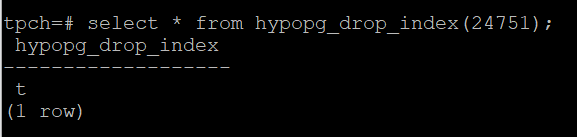 tpch=# select * from hypopg_drop_index(24751);
 hypopg_drop_index
-------------------
 t
(1 row)